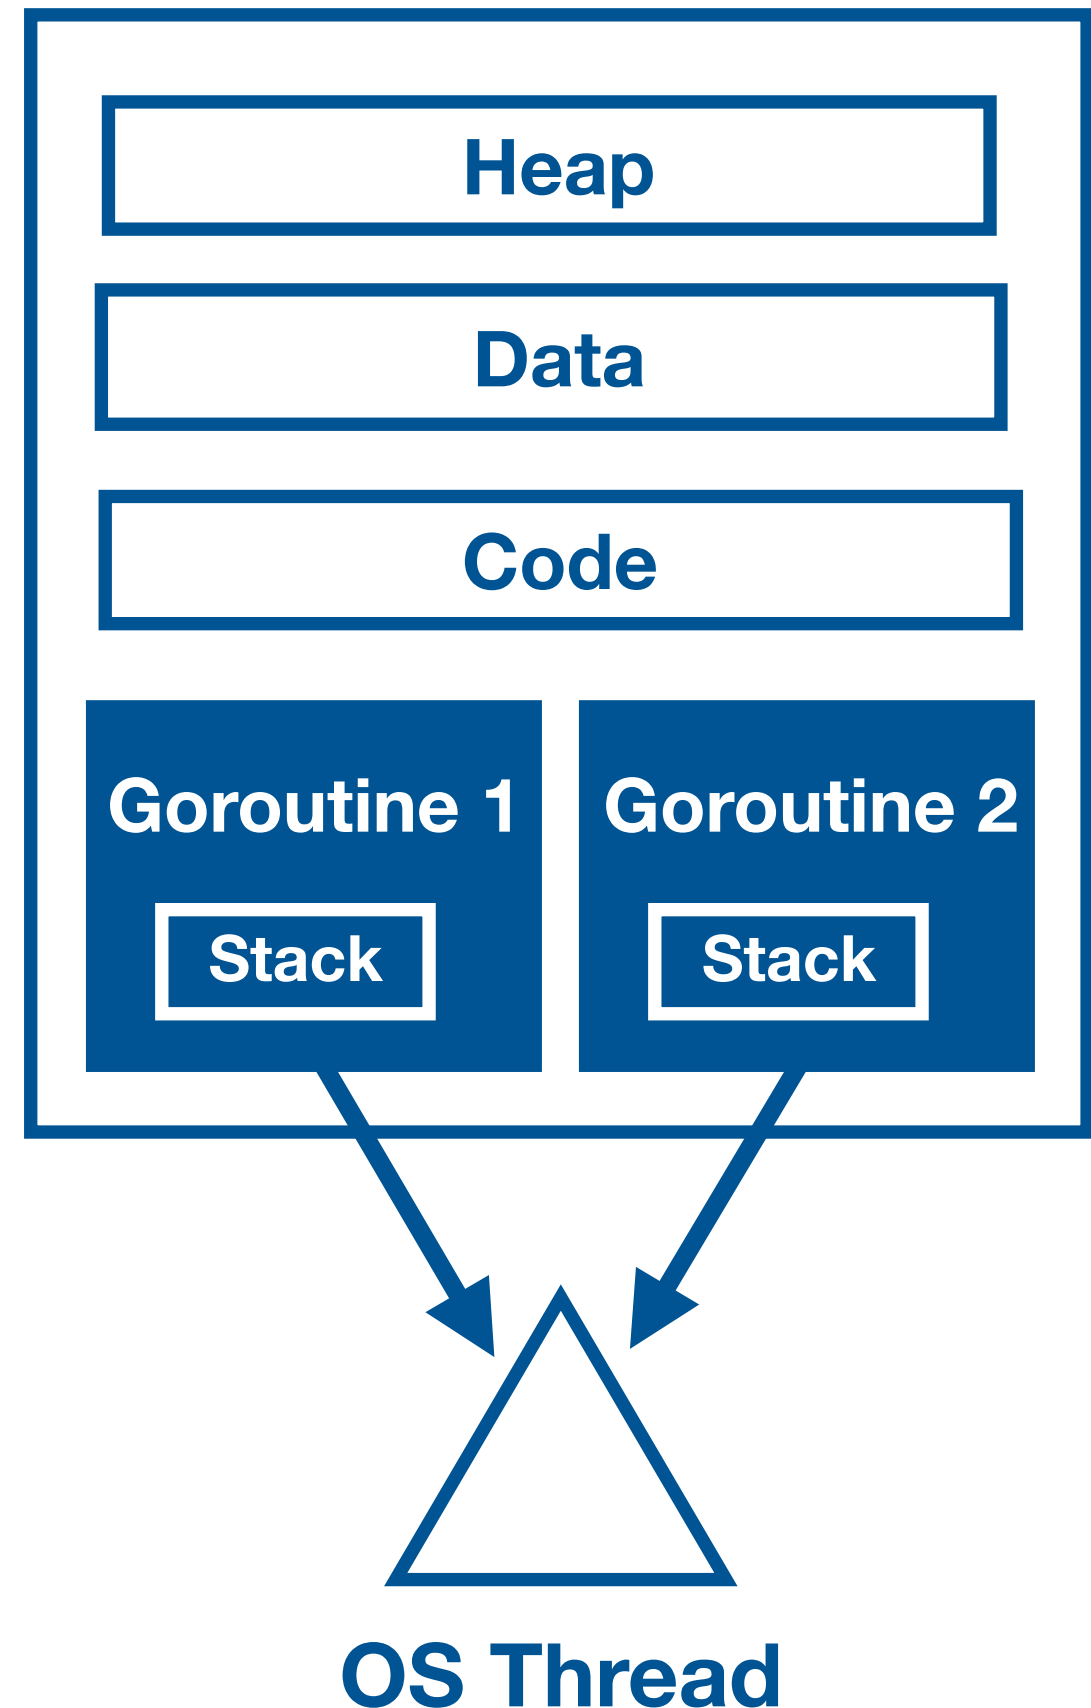 Heap
Data
Code
Goroutine 1
Goroutine 2
Stack
Stack
OS Thread